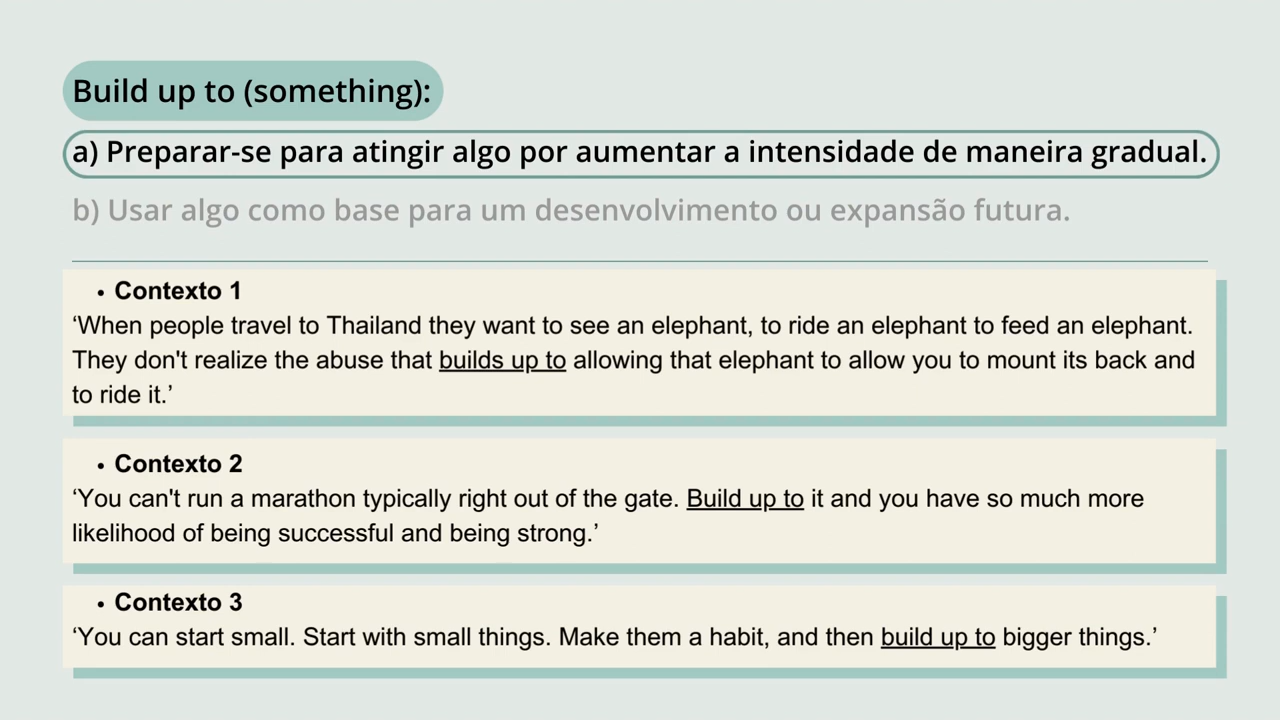 Build up to (something):
a) Preparar-se para atingir algo por aumentar a intensidade de maneira gradual.
b) Usar algo como base para um desenvolvimento ou expansão futura.
• Contexto 1
‘When people travel to Thailand they want to see an elephant, to ride an elephant to feed an elephant.
They don't realize the abuse that builds up to allowing that elephant to allow you to mount its back and
to ride it.’
• Contexto 2
‘You can't run a marathon typically right out of the gate. Build up to it and you have so much more
likelihood of being successful and being strong.’
• Contexto 3
‘You can start small. Start with small things. Make them a habit, and then build up to bigger things.’